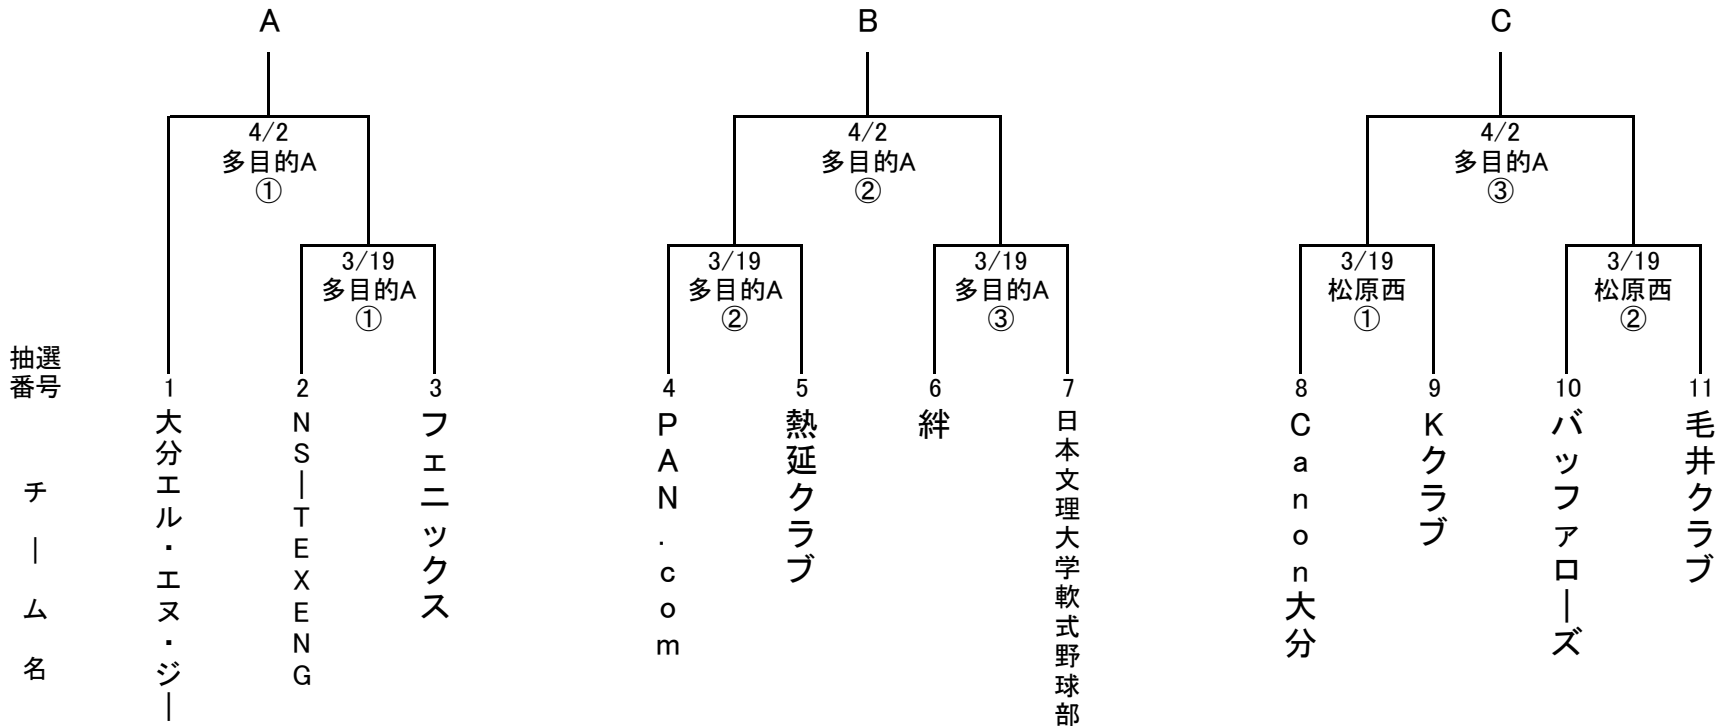 A
B
C
4/2
多目的A
①
4/2
多目的A
②
4/2
多目的A
③
3/19
多目的A
①
3/19
多目的A
②
3/19
多目的A
③
3/19
松原西
①
3/19
松原西
②
抽選
番号
1
2
3
4
5
6
7
8
9
10
11
チーム名
大分エル・エヌ・ジー
NS-TEXENG
フェニックス
PAN.com
熱延クラブ
絆
日本文理大学軟式野球部
Canon大分
Kクラブ
バッファローズ
毛井クラブ